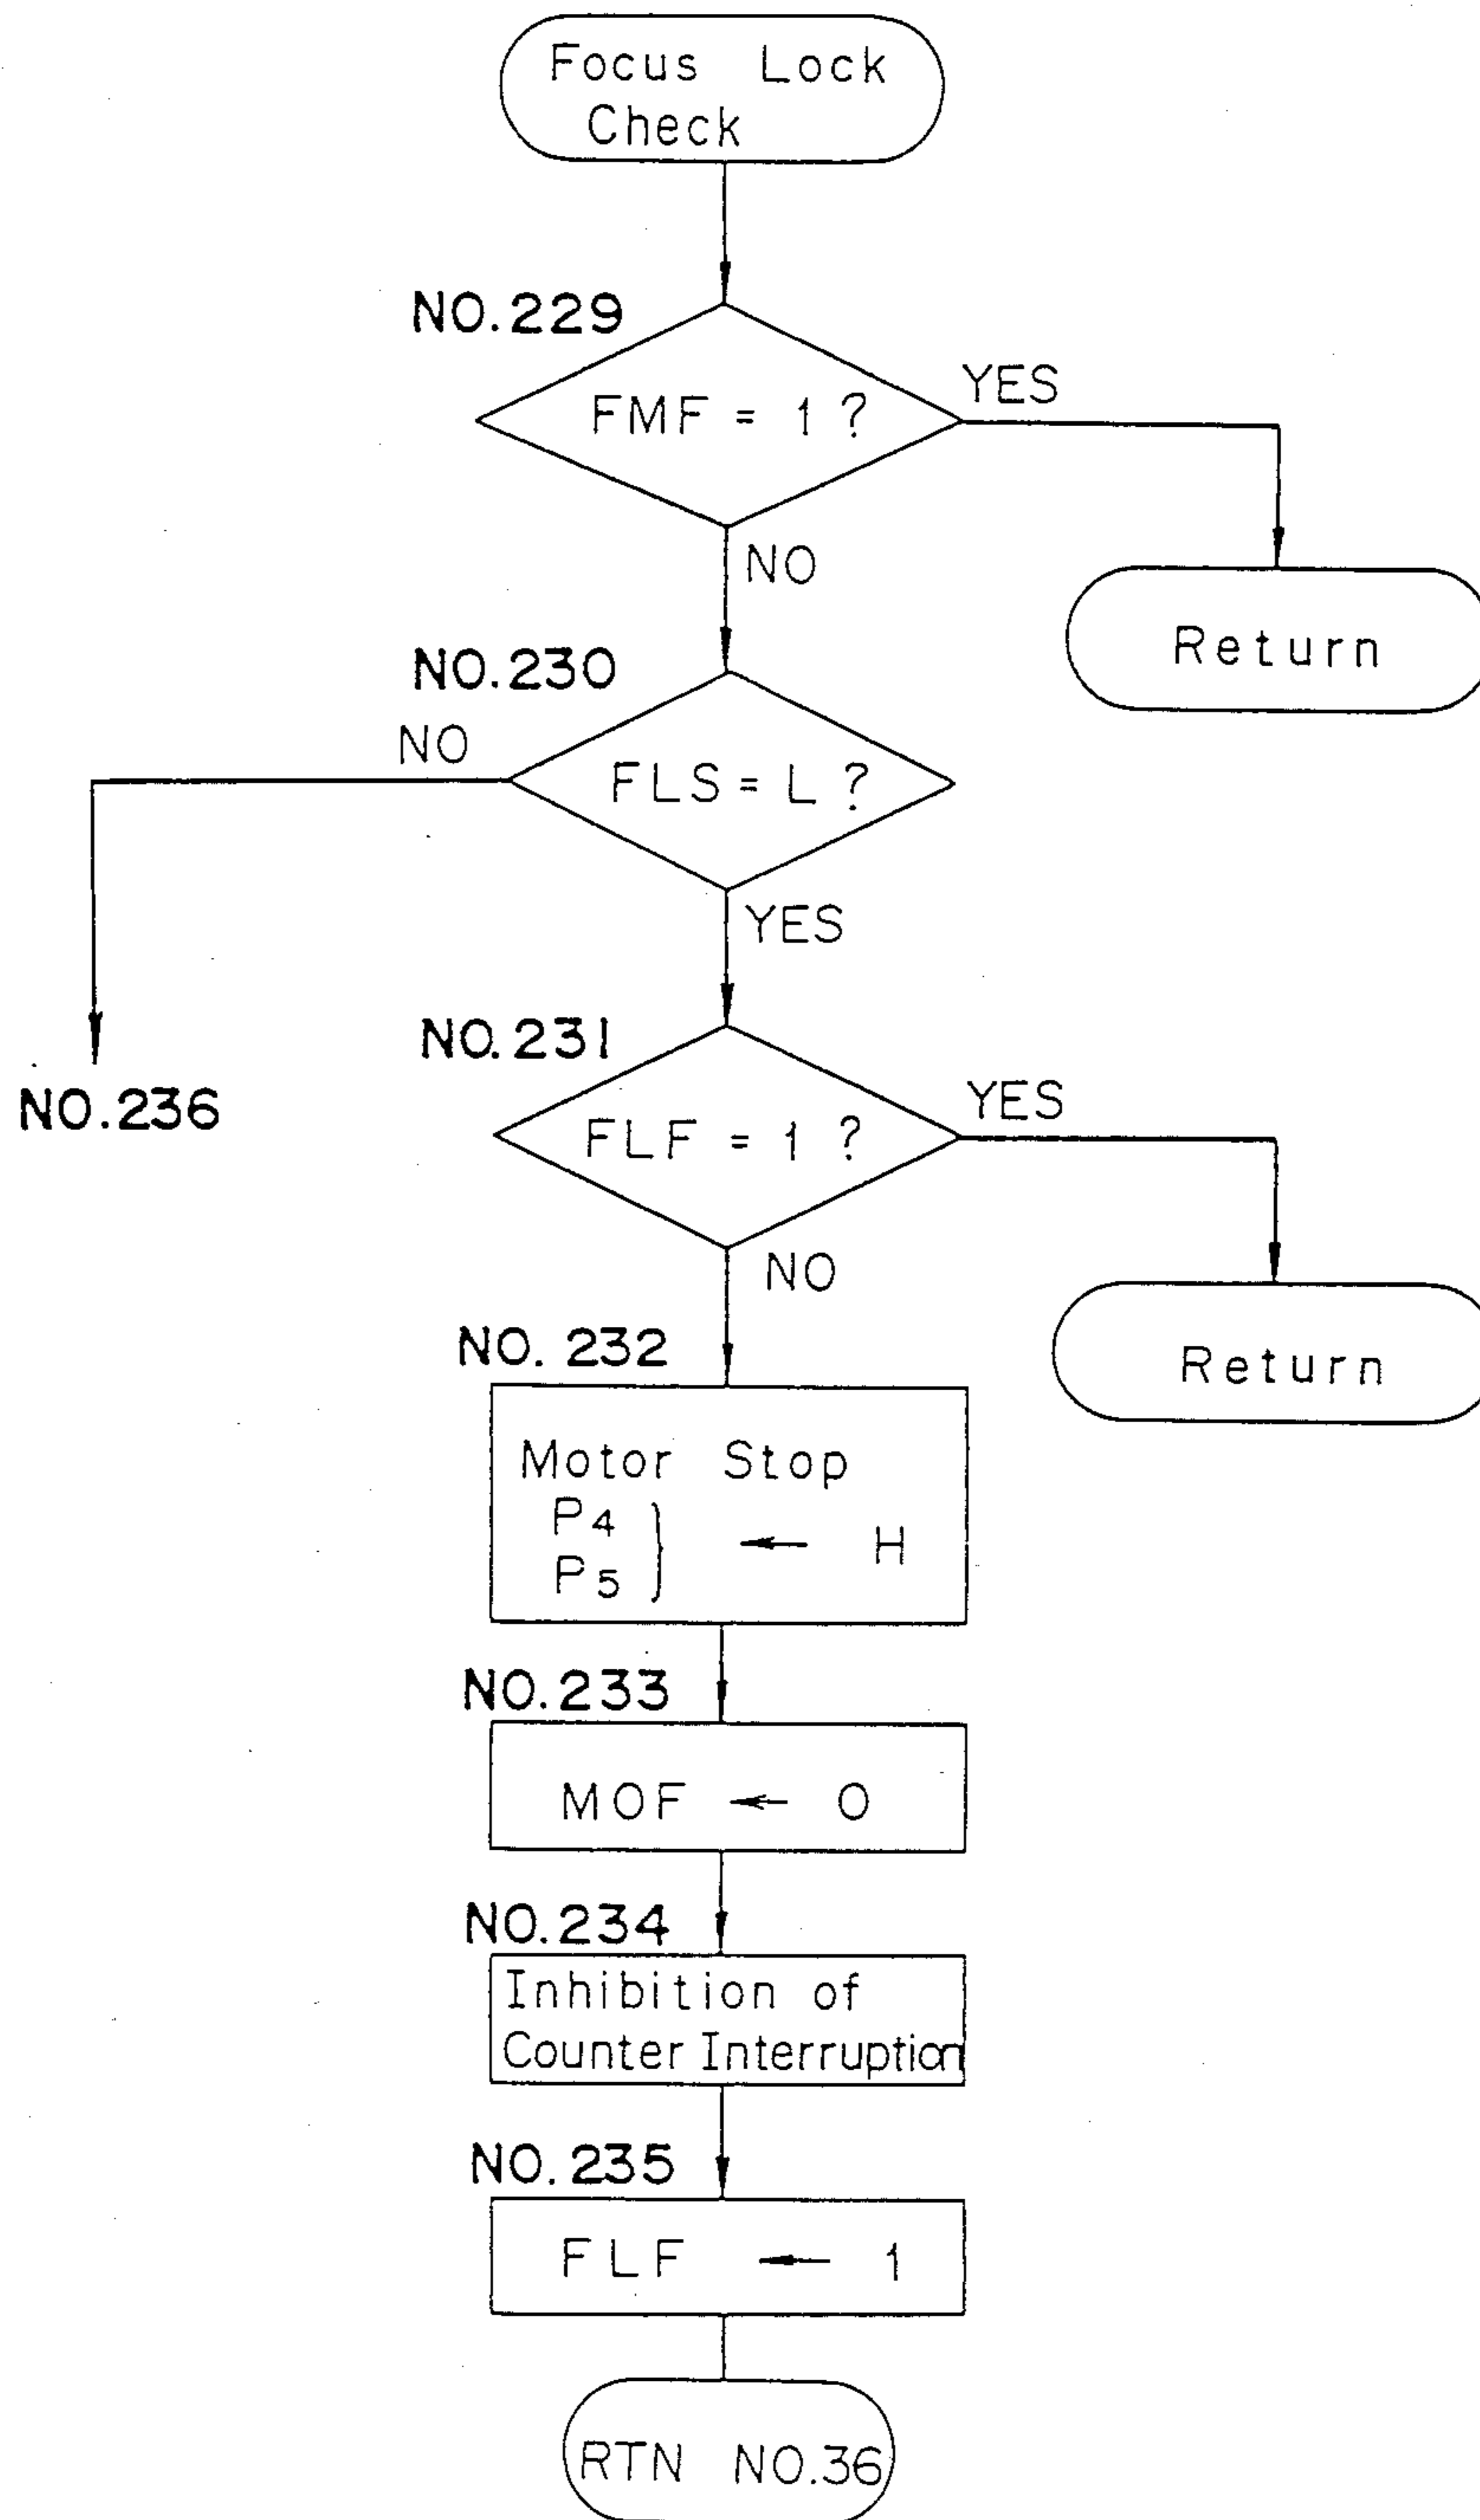 Focus Lock
Check
NO.229
FMF = 1 ?
YES
NO
Return
NO.230
NO
FLS = L ?
YES
NO.231
NO.236
FLF = 1 ?
YES
NO
Return
NO. 232
Motor Stop
P4
P5 } ← H
NO.233
MOF ← 0
NO.234
Inhibition of
Counter Interruption
NO.235
FLF ← 1
RTN NO.36